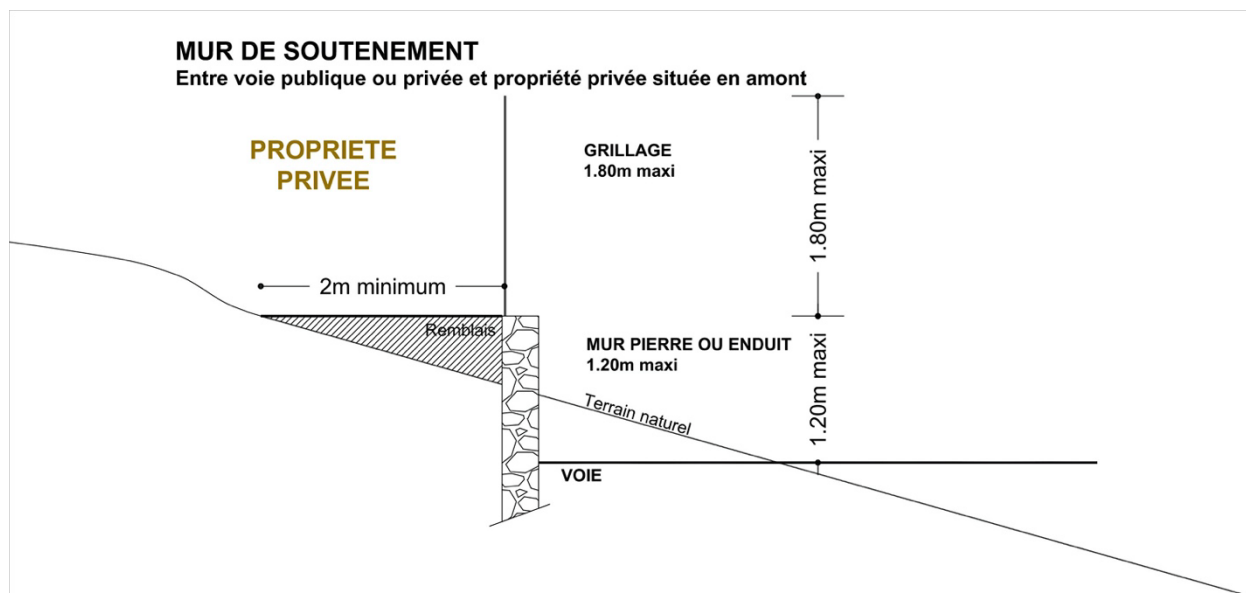 MUR DE SOUTENEMENT
Entre voie publique ou privée et propriété privée située en amont
PROPRIETE
PRIVEE
GRILLAGE
1.80m maxi
1.80m maxi
2m minimum
Remblais
MUR PIERRE OU ENDUIT
1.20m maxi
1.20m maxi
Terrain naturel
VOIE